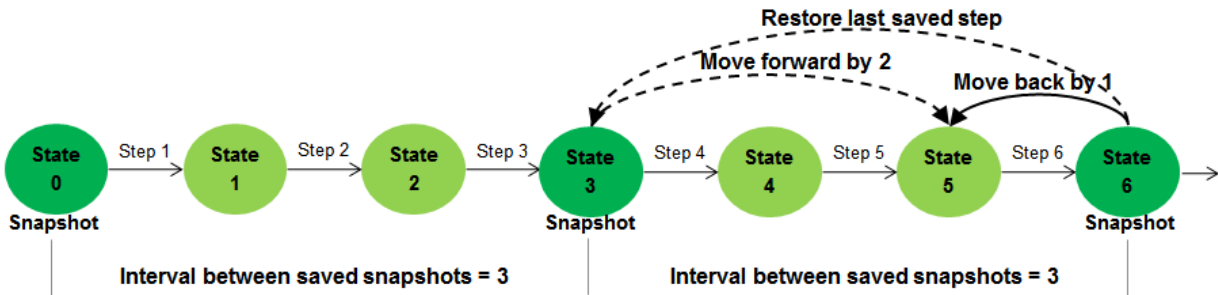 Restore last saved step
Move forward by 2
Move back by 1
State 0
Step 1
State 1
Step 2
State 2
Step 3
State 3
Step 4
State 4
Step 5
State 5
Step 6
State 6
Snapshot
Snapshot
Snapshot
Interval between saved snapshots = 3
Interval between saved snapshots = 3